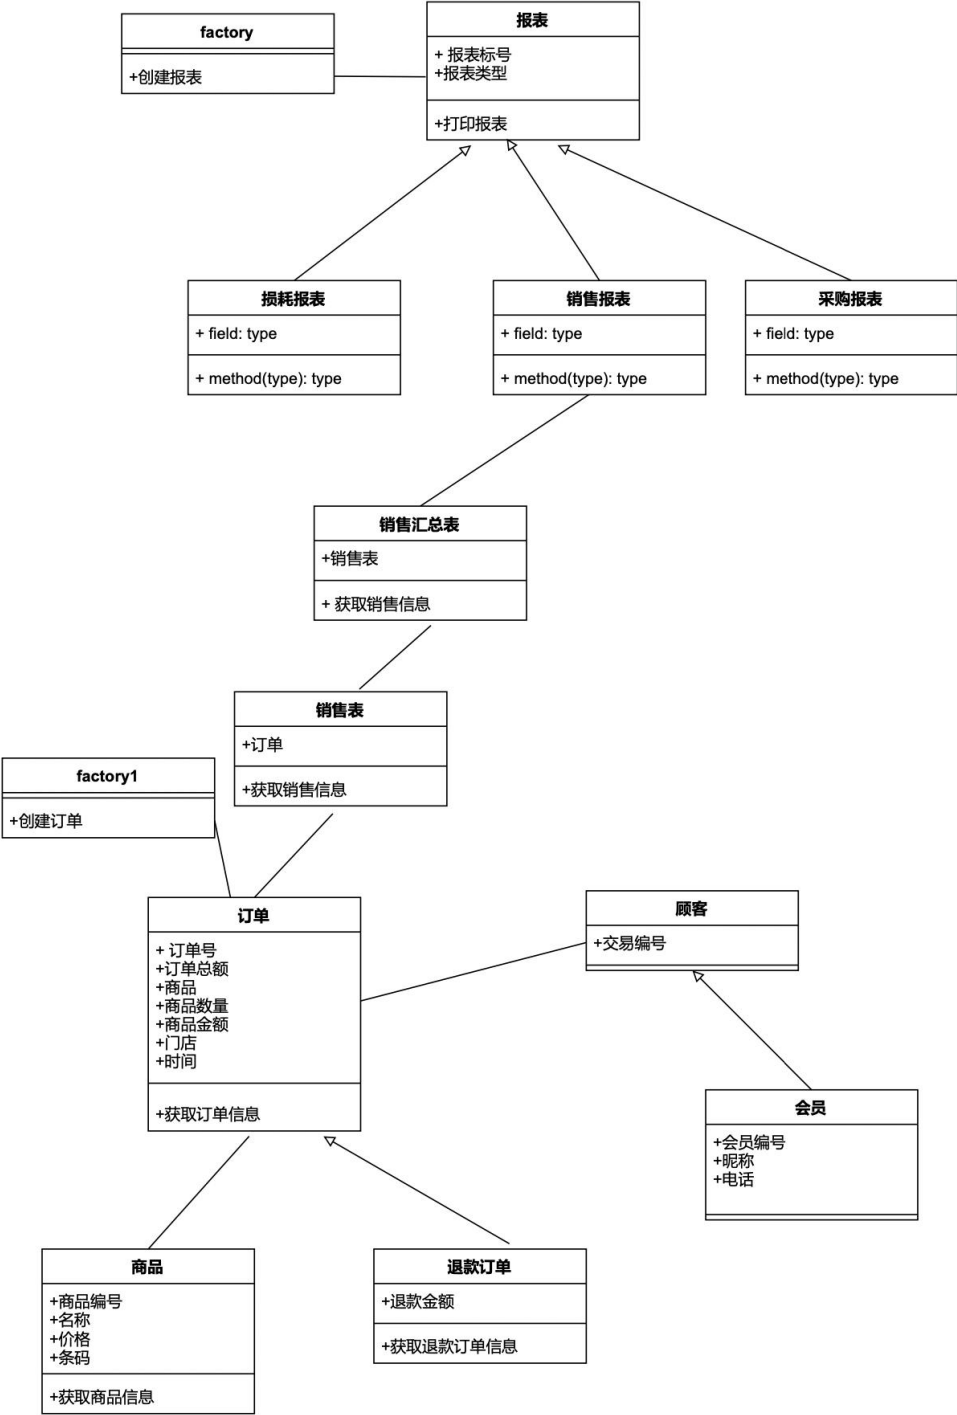 factory
+创建报表
报表
+ 报表标号
+报表类型
+打印报表
损耗报表
+ field: type
+ method(type): type
销售报表
+ field: type
+ method(type): type
采购报表
+ field: type
+ method(type): type
销售汇总表
+销售表
+ 获取销售信息
销售表
+订单
+获取销售信息
factory1
+创建订单
订单
+ 订单号
+订单总额
+商品
+商品数量
+商品金额
+门店
+时间
+获取订单信息
顾客
+交易编号
会员
+会员编号
+昵称
+电话
商品
+商品编号
+名称
+价格
+条码
+获取商品信息
退款订单
+退款金额
+获取退款订单信息